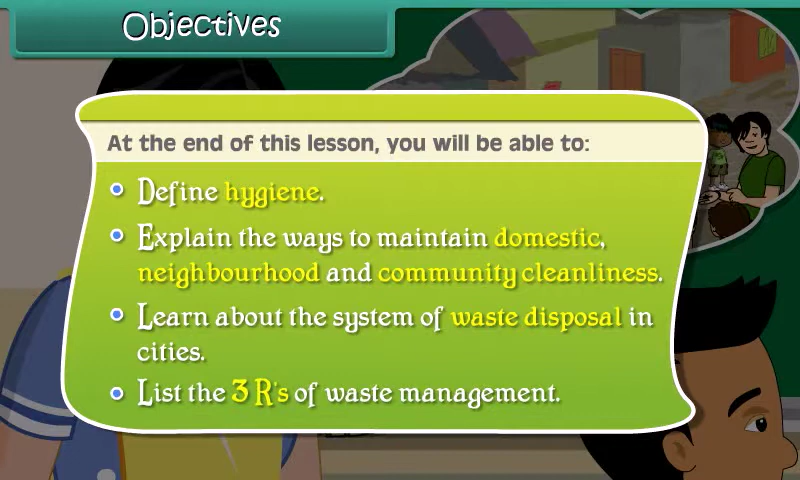 Objectives
At the end of this lesson, you will be able to:
Define hygiene.
Explain the ways to maintain domestic,
neighbourhood and community cleanliness.
Learn about the system of waste disposal in
cities.
List the 3 R's of waste management.